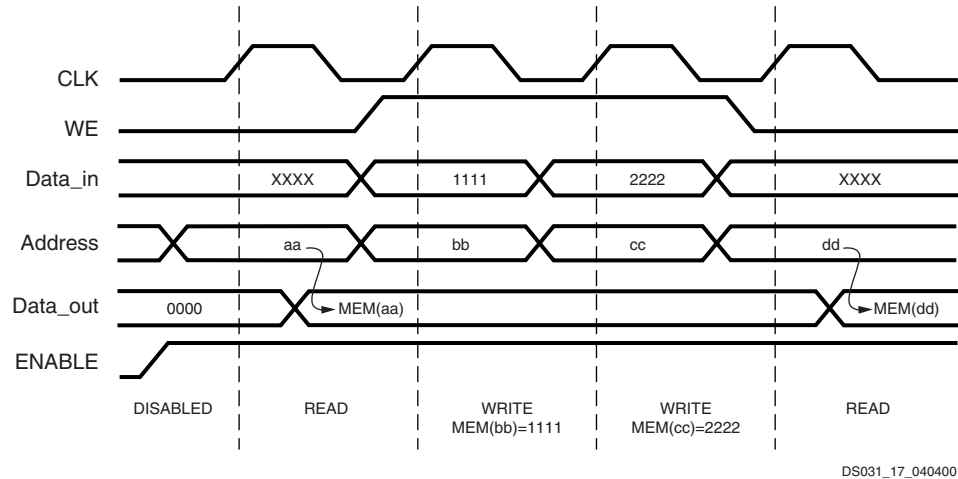 CLK
WE
Data_in XXXX 1111 2222 XXXX
Address aa bb cc dd
Data_out 0000 MEM(aa) MEM(dd)
ENABLE
DISABLED READ WRITE WRITE READ
MEM(bb)=1111 MEM(cc)=2222
DS031_17_040400